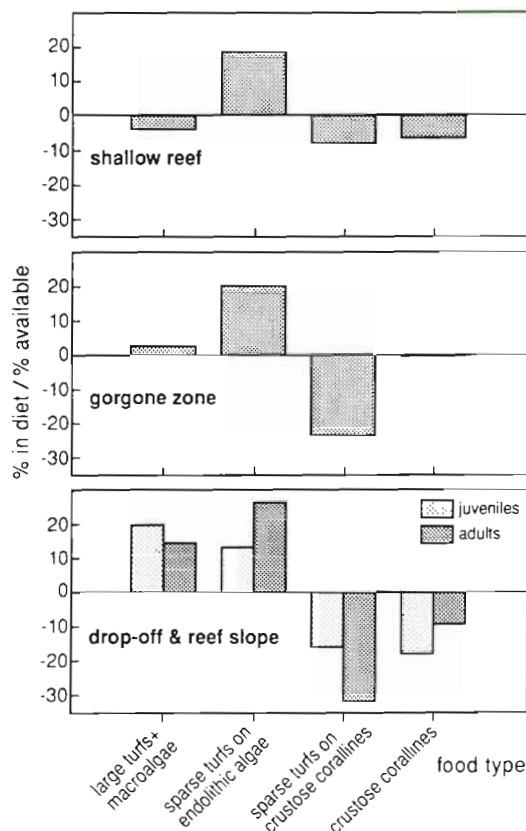 20
10
0
-10
-20
-30
shallow reef
20
10
0
-10
-20
-30
gorgone zone
% in diet / % available
20
10
0
-10
-20
-30
juveniles
adults
drop-off & reef slope
large turfs+
macroalgae
sparse turfs on
endolithic algae
sparse turfs on
crustose corallines
crustose corallines
food type